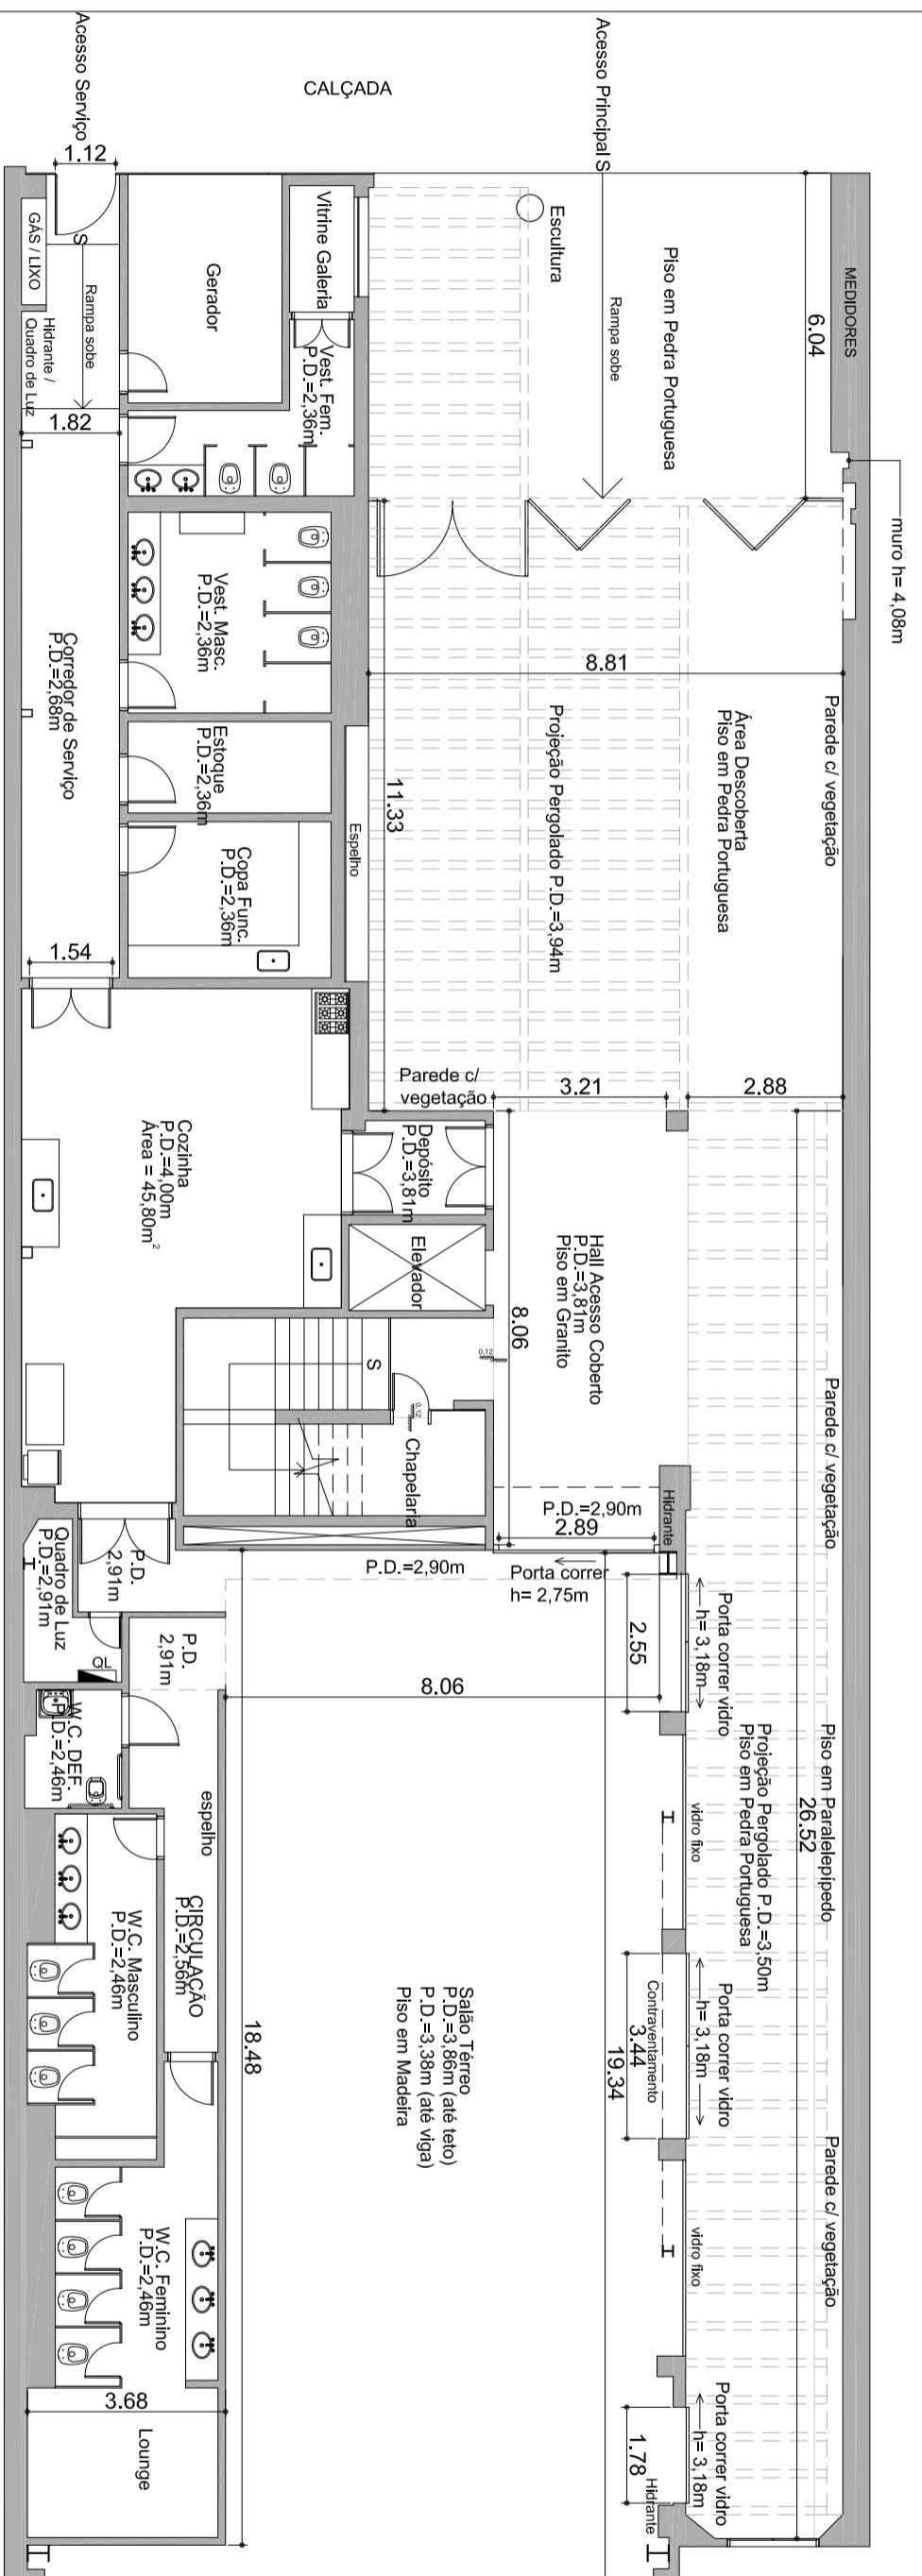 CALÇADA
Acesso Serviço
1.12
Acesso Principal S
MEDIDORES
6.04
muro h= 4,08m
Piso em Pedra Portuguesa
Rampa sobe
Escultura
Vitrine Galeria
Gerador
GÁS / LIXO
S
Rampa sobe
Hidrante /
Quadro de Luz
1.82
Vest. Fem.
P.D.=2,36m
Vest. Masc.
P.D.=2,36m
Corredor de Serviço
P.D.=2,68m
Estoque
P.D.=2,36m
Copa Func.
P.D.=2,36m
Espelho
8.81
11.33
Parede c/ vegetação
Área Descoberta
Piso em Pedra Portuguesa
Projeção Pergolado P.D.=3,94m
1.54
Parede c/
vegetação
3.21
2.88
Cozinha
P.D.=4,00m
Área = 45,80m²
Depósito
P.D.=3,81m
Elevador
Hall Acesso Coberto
P.D.=3,81m
Piso em Granito
8.06
0,12
S
0,12
Chapelaria
Parede c/ vegetação
Hidrante
P.D.=2,90m
2.89
P.D.=2,90m
Porta correr
h= 2,75m
Quadro de Luz
P.D.=2,91m
P.D.
2,91m
P.D.
2,91m
QL
2.55
Porta correr vidro
h= 3,18m
8.06
W.C. DEF.
P.D.=2,46m
espelho
CIRCULAÇÃO
P.D.=2,56m
Piso em Paralelepípedo
26.52
Projeção Pergolado P.D.=3,50m
Piso em Pedra Portuguesa
vidro fixo
W.C. Masculino
P.D.=2,46m
18.48
Salão Térreo
P.D.=3,86m (até teto)
P.D.=3,38m (até viga)
Piso em Madeira
Contraventamento
3.44
19.34
Porta correr vidro
h= 3,18m
Parede c/ vegetação
vidro fixo
W.C. Feminino
P.D.=2,46m
3.68
Lounge
Porta correr vidro
h= 3,18m
1.78
Hidrante